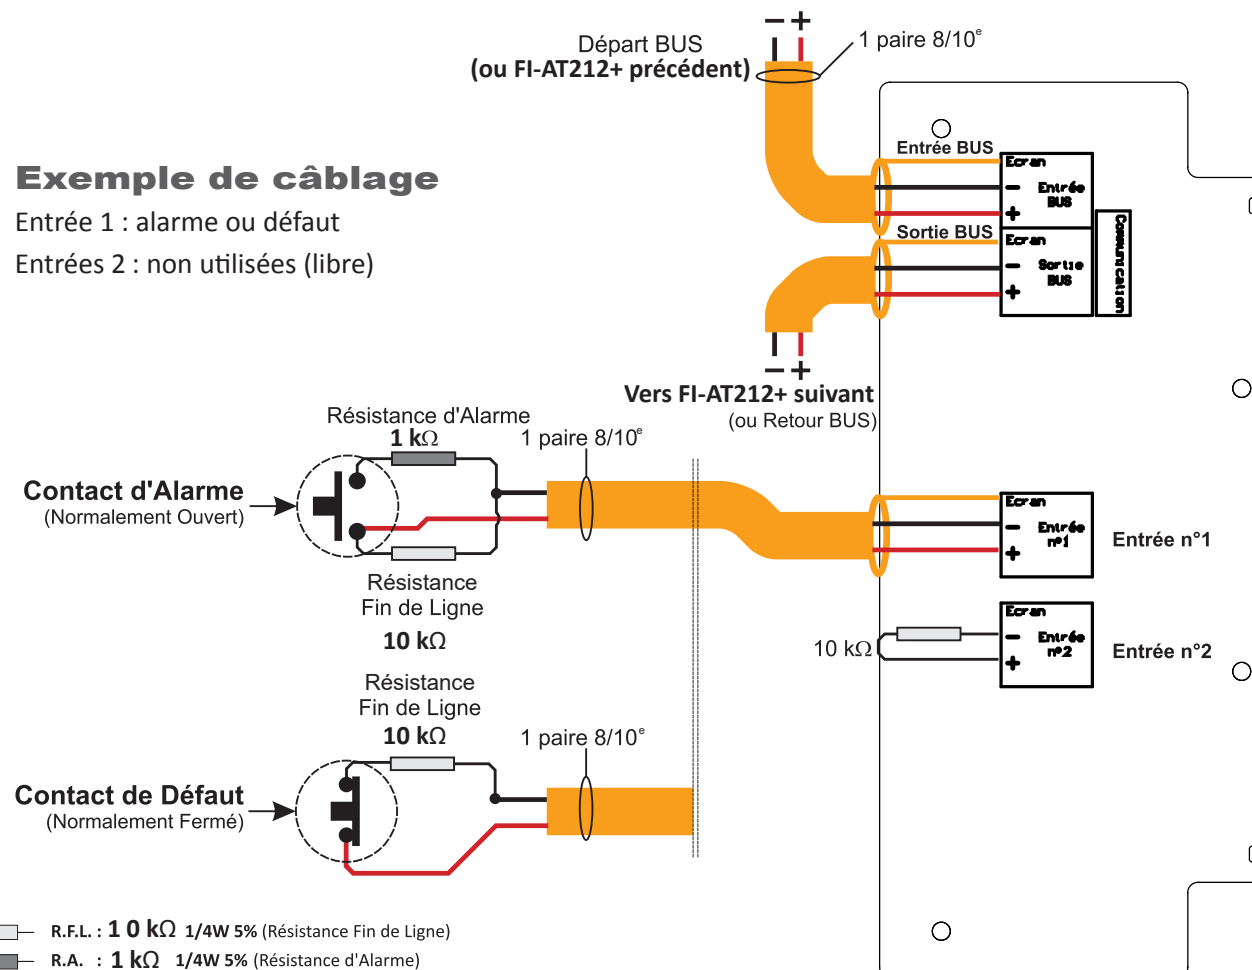 Départ BUS
(ou FI-AT212+ précédent)
− +
1 paire 8/10e
Exemple de câblage
Entrée 1 : alarme ou défaut
Entrées 2 : non utilisées (libre)
Entrée BUS
Ecran
− Entrée
BUS
+
Sortie BUS
Ecran
− Sortie
BUS
+
Communication
− +
Vers FI-AT212+ suivant
(ou Retour BUS)
Résistance d'Alarme
1 kΩ
1 paire 8/10e
Contact d'Alarme
(Normalement Ouvert)
Résistance
Fin de Ligne
10 kΩ
Ecran
− Entrée
n°1
+
Entrée n°1
Ecran
− Entrée
n°2
+
10 kΩ
Entrée n°2
Résistance
Fin de Ligne
10 kΩ
1 paire 8/10e
Contact de Défaut
(Normalement Fermé)
R.F.L. : 1 0 kΩ 1/4W 5% (Résistance Fin de Ligne)
R.A. : 1 kΩ 1/4W 5% (Résistance d'Alarme)